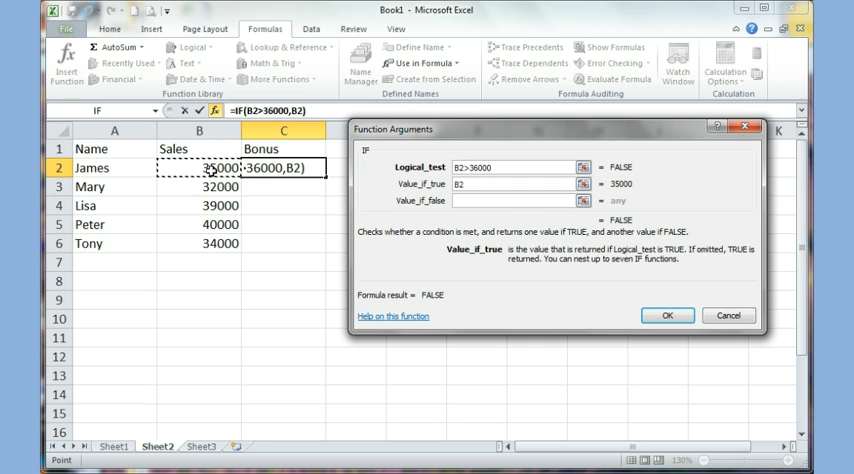 Book1 - Microsoft Excel
File Home Insert Page Layout Formulas Data Review View
fx Insert Function
Σ AutoSum
Recently Used
Financial
Logical
Text
Date & Time
Lookup & Reference
Math & Trig
More Functions
Function Library
Name Manager
Define Name
Use in Formula
Create from Selection
Defined Names
Trace Precedents
Trace Dependents
Remove Arrows
Show Formulas
Error Checking
Evaluate Formula
Formula Auditing
Watch Window
Calculation Options
Calculation
IF fx =IF(B2>36000,B2)
A B C K
1 Name Sales Bonus
2 James 35000 36000,B2)
3 Mary 32000
4 Lisa 39000
5 Peter 40000
6 Tony 34000
7
8
9
10
11
12
13
14
15
16
Function Arguments
IF
Logical_test B2>36000 = FALSE
Value_if_true B2 = 35000
Value_if_false = any
= FALSE
Checks whether a condition is met, and returns one value if TRUE, and another value if FALSE.
Value_if_true is the value that is returned if Logical_test is TRUE. If omitted, TRUE is
returned. You can nest up to seven IF functions.
Formula result = FALSE
Help on this function
OK Cancel
Sheet1 Sheet2 Sheet3
Point 130%